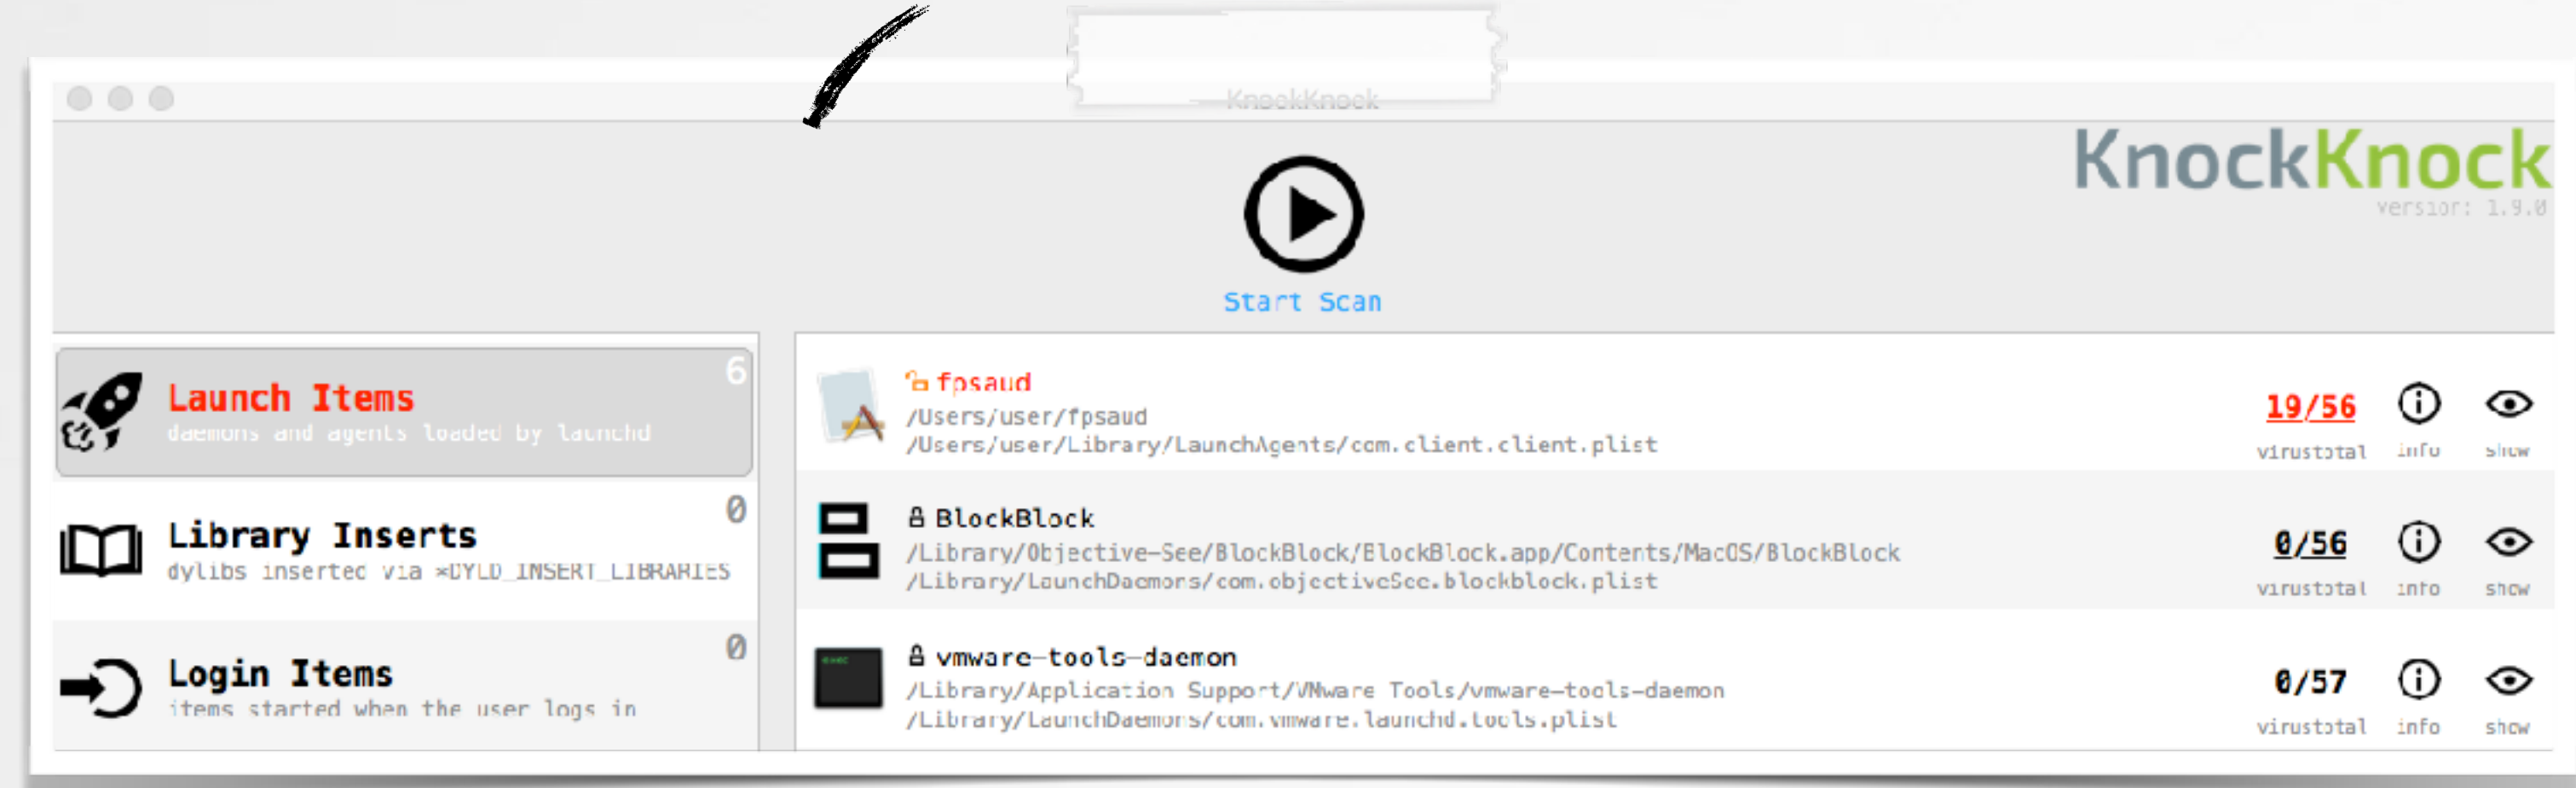 KnockKnock
KnockKnock
version: 1.9.0
Start Scan
Launch Items
6
daemons and agents loaded by launchd
Library Inserts
0
dylibs inserted via *DYLD_INSERT_LIBRARIES
Login Items
0
items started when the user logs in
fpsaud
/Users/user/fpsaud
/Users/user/Library/LaunchAgents/com.client.client.plist
19/56
virustotal
info
show
BlockBlock
/Library/Objective-See/BlockBlock/BlockBlock.app/Contents/MacOS/BlockBlock
/Library/LaunchDaemons/com.objectiveSee.blockblock.plist
0/56
virustotal
info
show
vmware-tools-daemon
/Library/Application Support/VMware Tools/vmware-tools-daemon
/Library/LaunchDaemons/com.vmware.launchd.tools.plist
0/57
virustotal
info
show